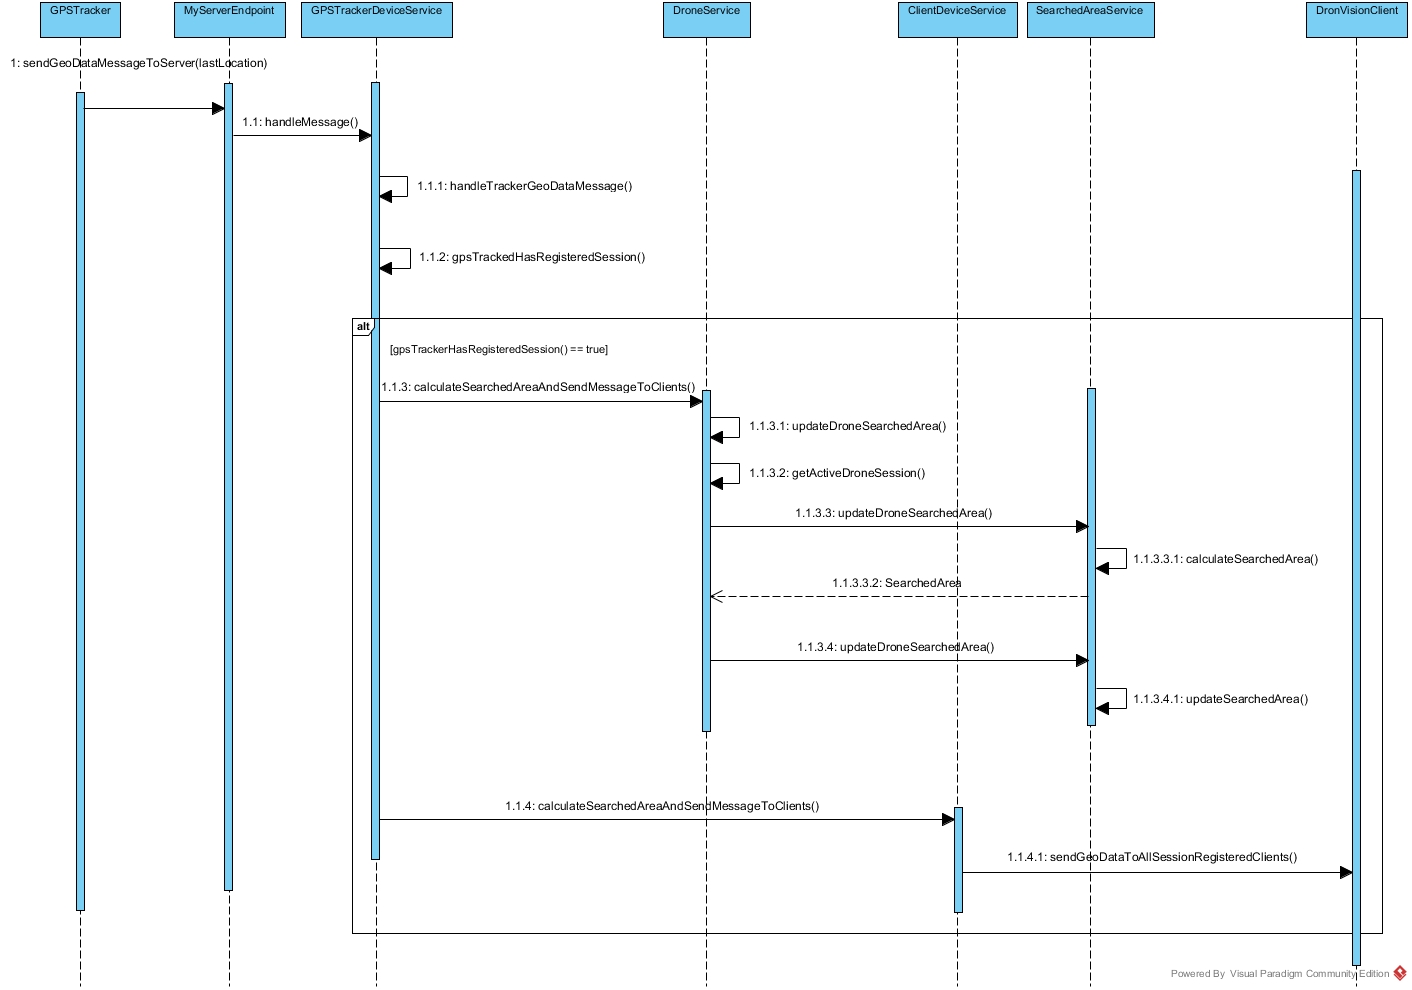 GPSTracker
MyServerEndpoint
GPSTrackerDeviceService
DroneService
ClientDeviceService
SearchedAreaService
DronVisionClient
1: sendGeoDataMessageToServer(lastLocation)
1.1: handleMessage()
1.1.1: handleTrackerGeoDataMessage()
1.1.2: gpsTrackedHasRegisteredSession()
alt
[gpsTrackerHasRegisteredSession() == true]
1.1.3: calculateSearchedAreaAndSendMessageToClients()
1.1.3.1: updateDroneSearchedArea()
1.1.3.2: getActiveDroneSession()
1.1.3.3: updateDroneSearchedArea()
1.1.3.3.1: calculateSearchedArea()
1.1.3.3.2: SearchedArea
1.1.3.4: updateDroneSearchedArea()
1.1.3.4.1: updateSearchedArea()
1.1.4: calculateSearchedAreaAndSendMessageToClients()
1.1.4.1: sendGeoDataToAllSessionRegisteredClients()
Powered By Visual Paradigm Community Edition